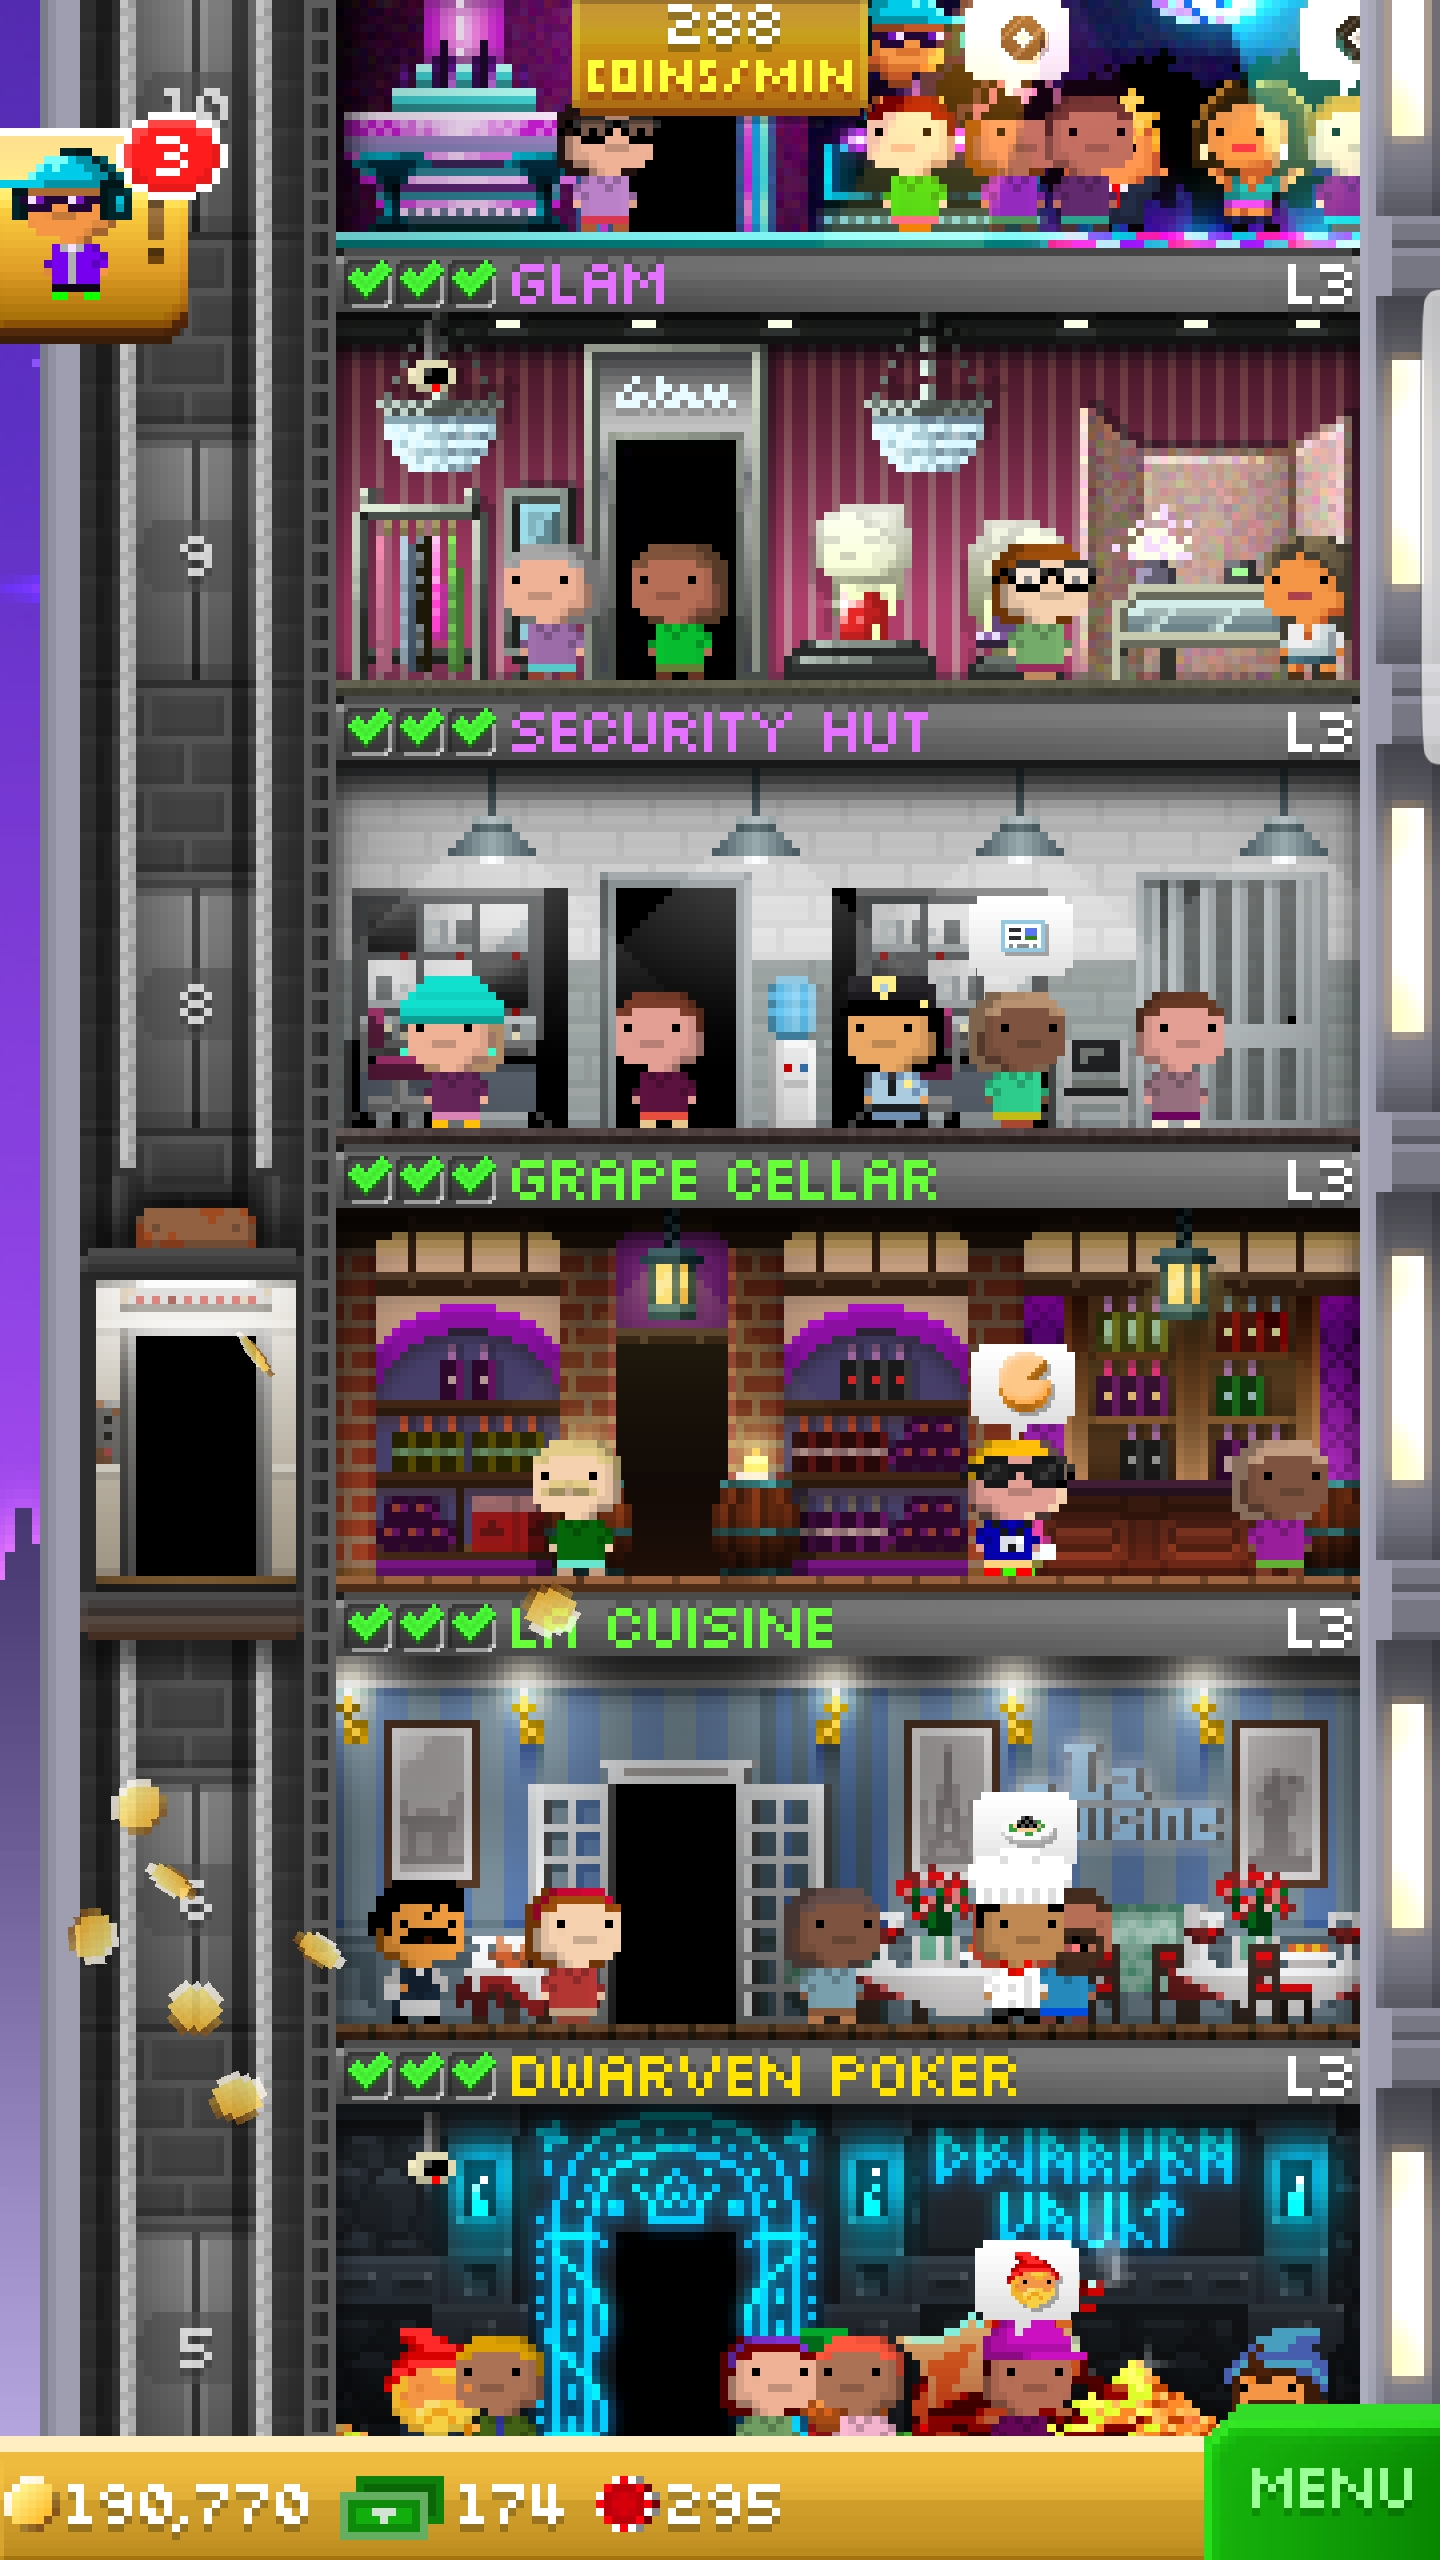 288
COINS/MIN
10
3
!
GLAM L3
Glam
9
SECURITY HUT L3
8
GRAPE CELLAR L3
LA CUISINE L3
La
Cuisine
6
DWARVEN POKER L3
DWARVEN
VAULT
5
190,770 174 295
MENU